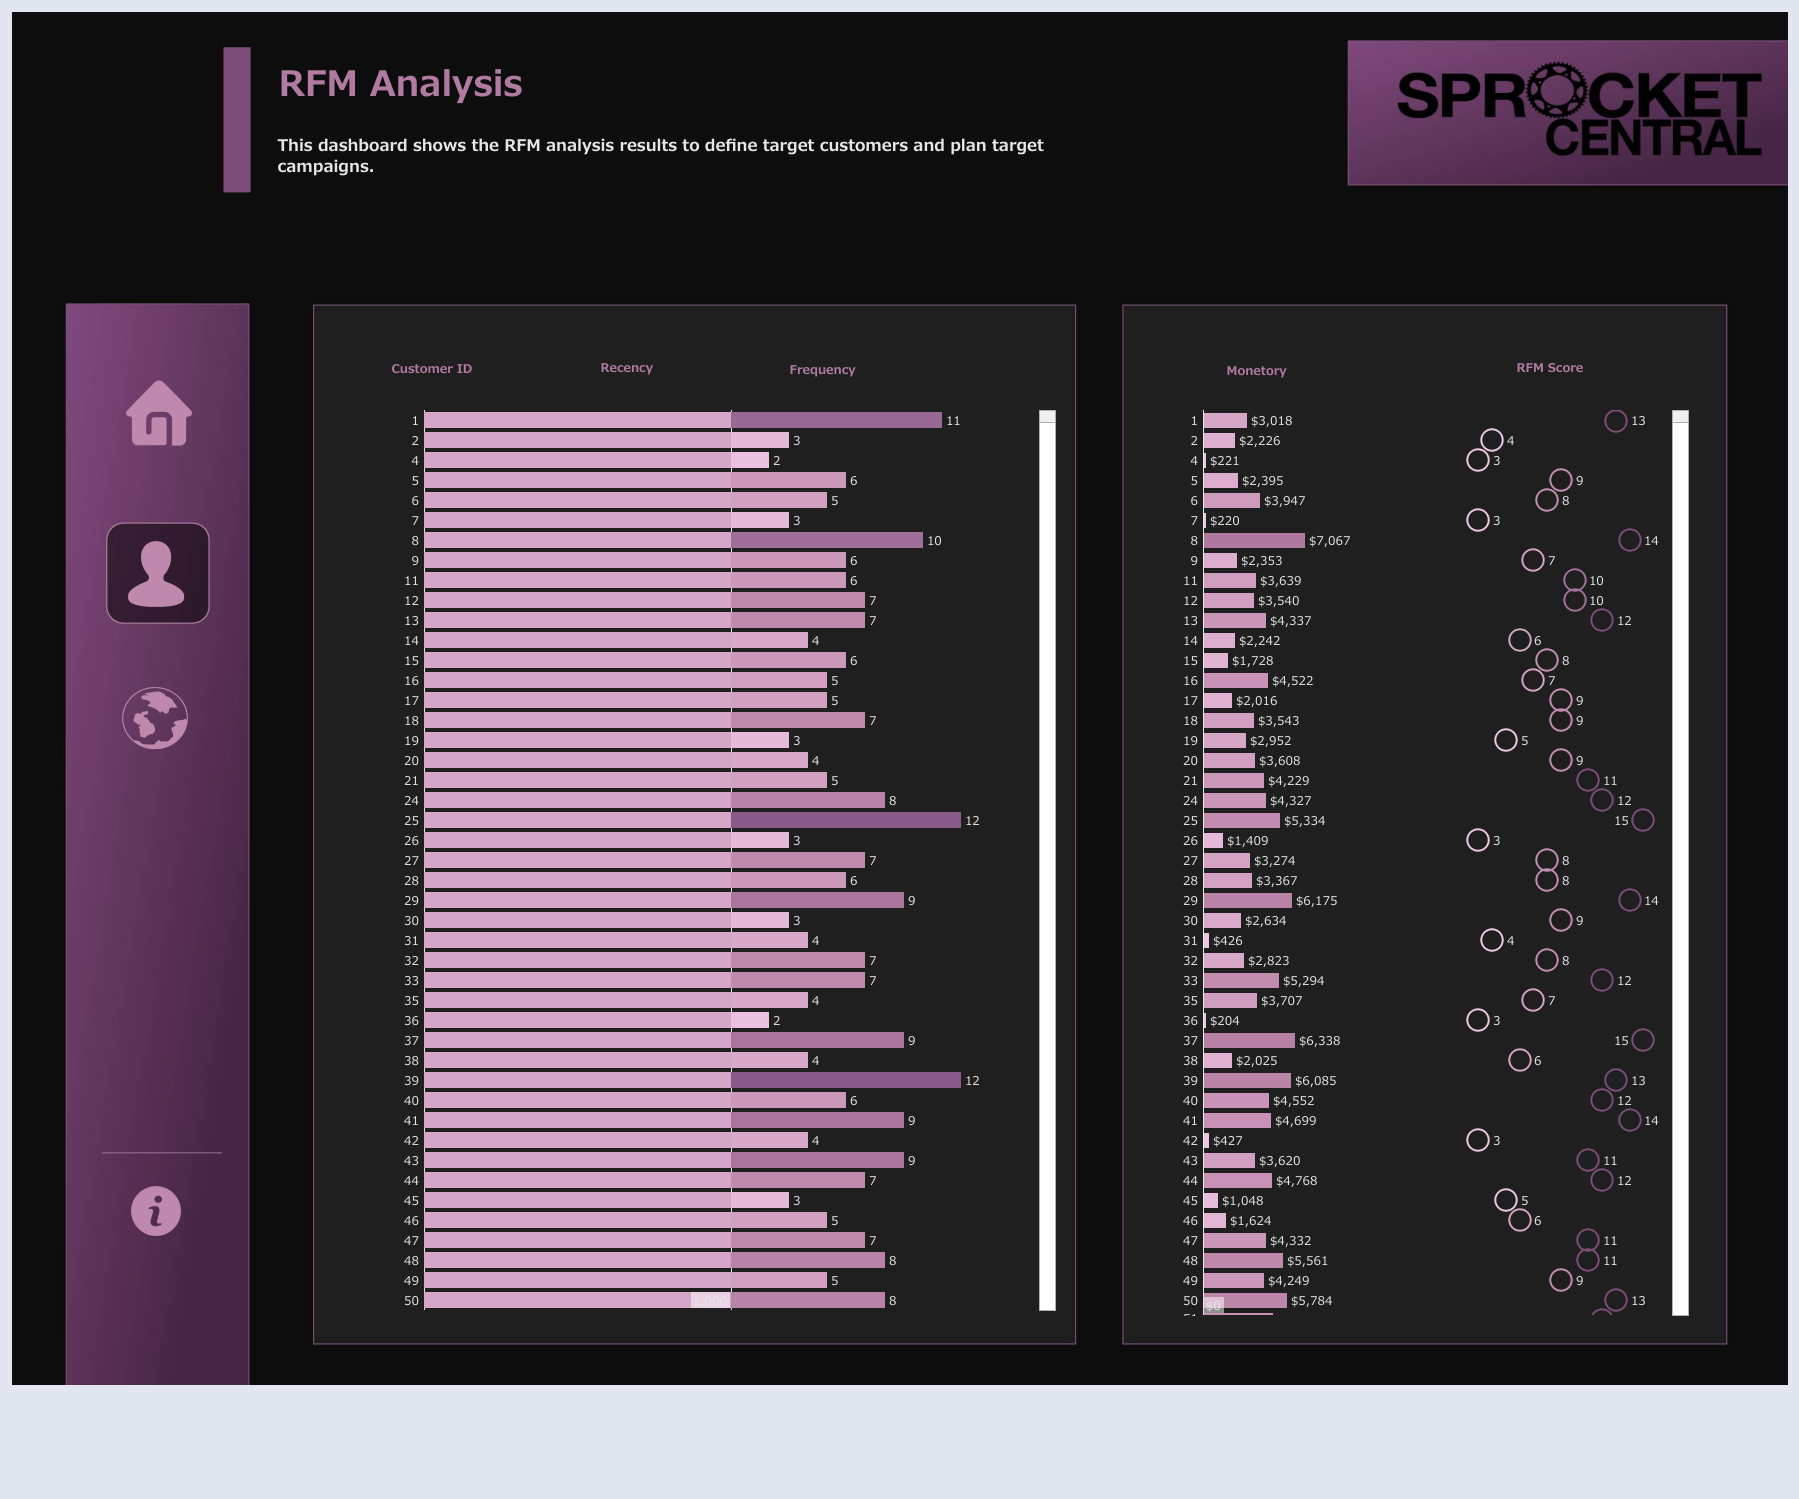 RFM Analysis
This dashboard shows the RFM analysis results to define target customers and plan target
campaigns.
SPROCKET
CENTRAL
Customer ID Recency Frequency
1 11
2 3
4 2
5 6
6 5
7 3
8 10
9 6
11 6
12 7
13 7
14 4
15 6
16 5
17 5
18 7
19 3
20 4
21 5
24 8
25 12
26 3
27 7
28 6
29 9
30 3
31 4
32 7
33 7
35 4
36 2
37 9
38 4
39 12
40 6
41 9
42 4
43 9
44 7
45 3
46 5
47 7
48 8
49 5
50 8
Monetory RFM Score
1 $3,018 13
2 $2,226 4
4 $221 3
5 $2,395 9
6 $3,947 8
7 $220 3
8 $7,067 14
9 $2,353 7
11 $3,639 10
12 $3,540 10
13 $4,337 12
14 $2,242 6
15 $1,728 8
16 $4,522 7
17 $2,016 9
18 $3,543 9
19 $2,952 5
20 $3,608 9
21 $4,229 11
24 $4,327 12
25 $5,334 15
26 $1,409 3
27 $3,274 8
28 $3,367 8
29 $6,175 14
30 $2,634 9
31 $426 4
32 $2,823 8
33 $5,294 12
35 $3,707 7
36 $204 3
37 $6,338 15
38 $2,025 6
39 $6,085 13
40 $4,552 12
41 $4,699 14
42 $427 3
43 $3,620 11
44 $4,768 12
45 $1,048 5
46 $1,624 6
47 $4,332 11
48 $5,561 11
49 $4,249 9
50 $5,784 13
$0
i